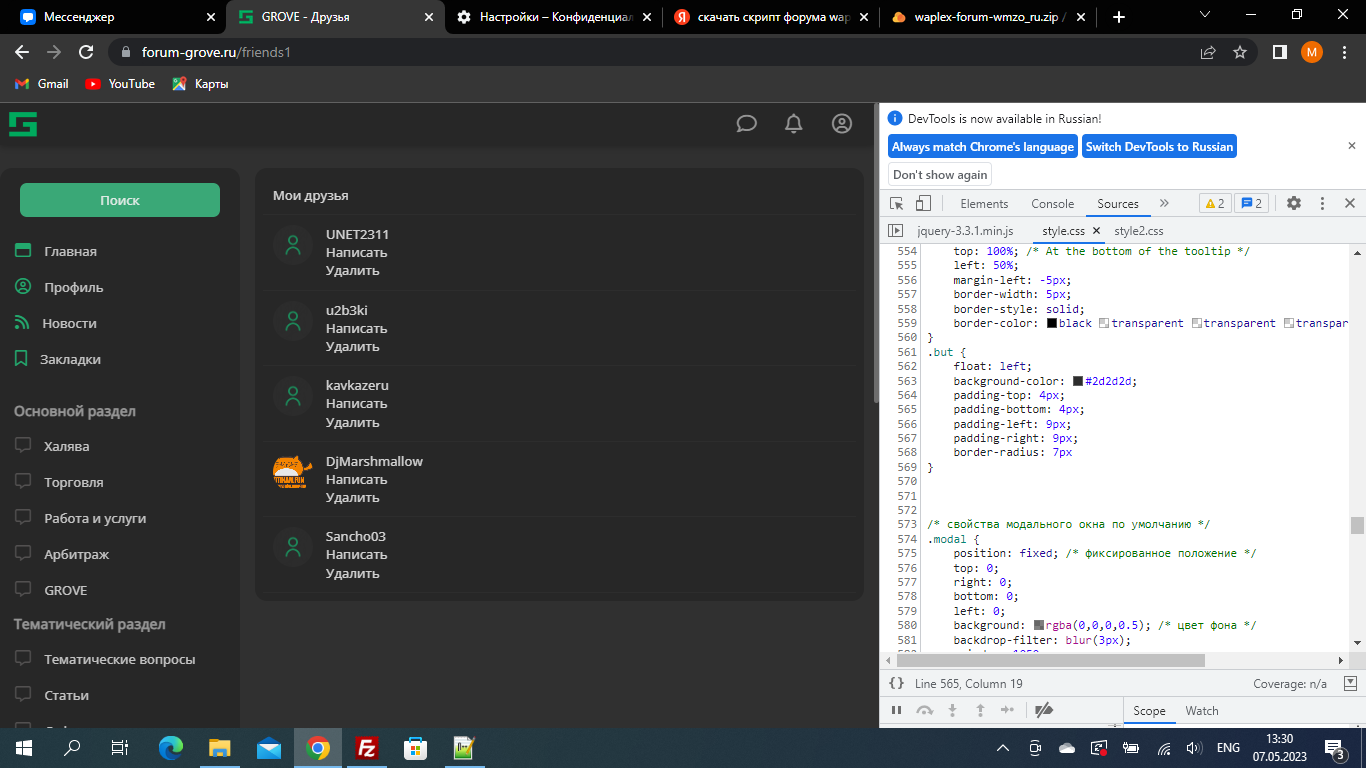 Мессенджер
GROVE - Друзья
Настройки – Конфиденциал
скачать скрипт форума wap
waplex-forum-wmzo_ru.zip /
forum-grove.ru/friends1
M
Gmail
YouTube
Карты
Поиск
Главная
Профиль
Новости
Закладки
Основной раздел
Халява
Торговля
Работа и услуги
Арбитраж
GROVE
Тематический раздел
Тематические вопросы
Статьи
Мои друзья
UNET2311
Написать
Удалить
u2b3ki
Написать
Удалить
kavkazeru
Написать
Удалить
DjMarshmallow
Написать
Удалить
Sancho03
Написать
Удалить
DevTools is now available in Russian!
Always match Chrome's language
Switch DevTools to Russian
Don't show again
Elements
Console
Sources
2
2
jquery-3.3.1.min.js
style.css
style2.css
554 top: 100%; /* At the bottom of the tooltip */
555 left: 50%;
556 margin-left: -5px;
557 border-width: 5px;
558 border-style: solid;
559 border-color: black transparent transparent transpar
560 }
561 .but {
562 float: left;
563 background-color: #2d2d2d;
564 padding-top: 4px;
565 padding-bottom: 4px;
566 padding-left: 9px;
567 padding-right: 9px;
568 border-radius: 7px
569 }
570
571
572
573 /* свойства модального окна по умолчанию */
574 .modal {
575 position: fixed; /* фиксированное положение */
576 top: 0;
577 right: 0;
578 bottom: 0;
579 left: 0;
580 background: rgba(0,0,0,0.5); /* цвет фона */
581 backdrop-filter: blur(3px);
{} Line 565, Column 19
Coverage: n/a
Scope
Watch
ENG
13:30
07.05.2023
3